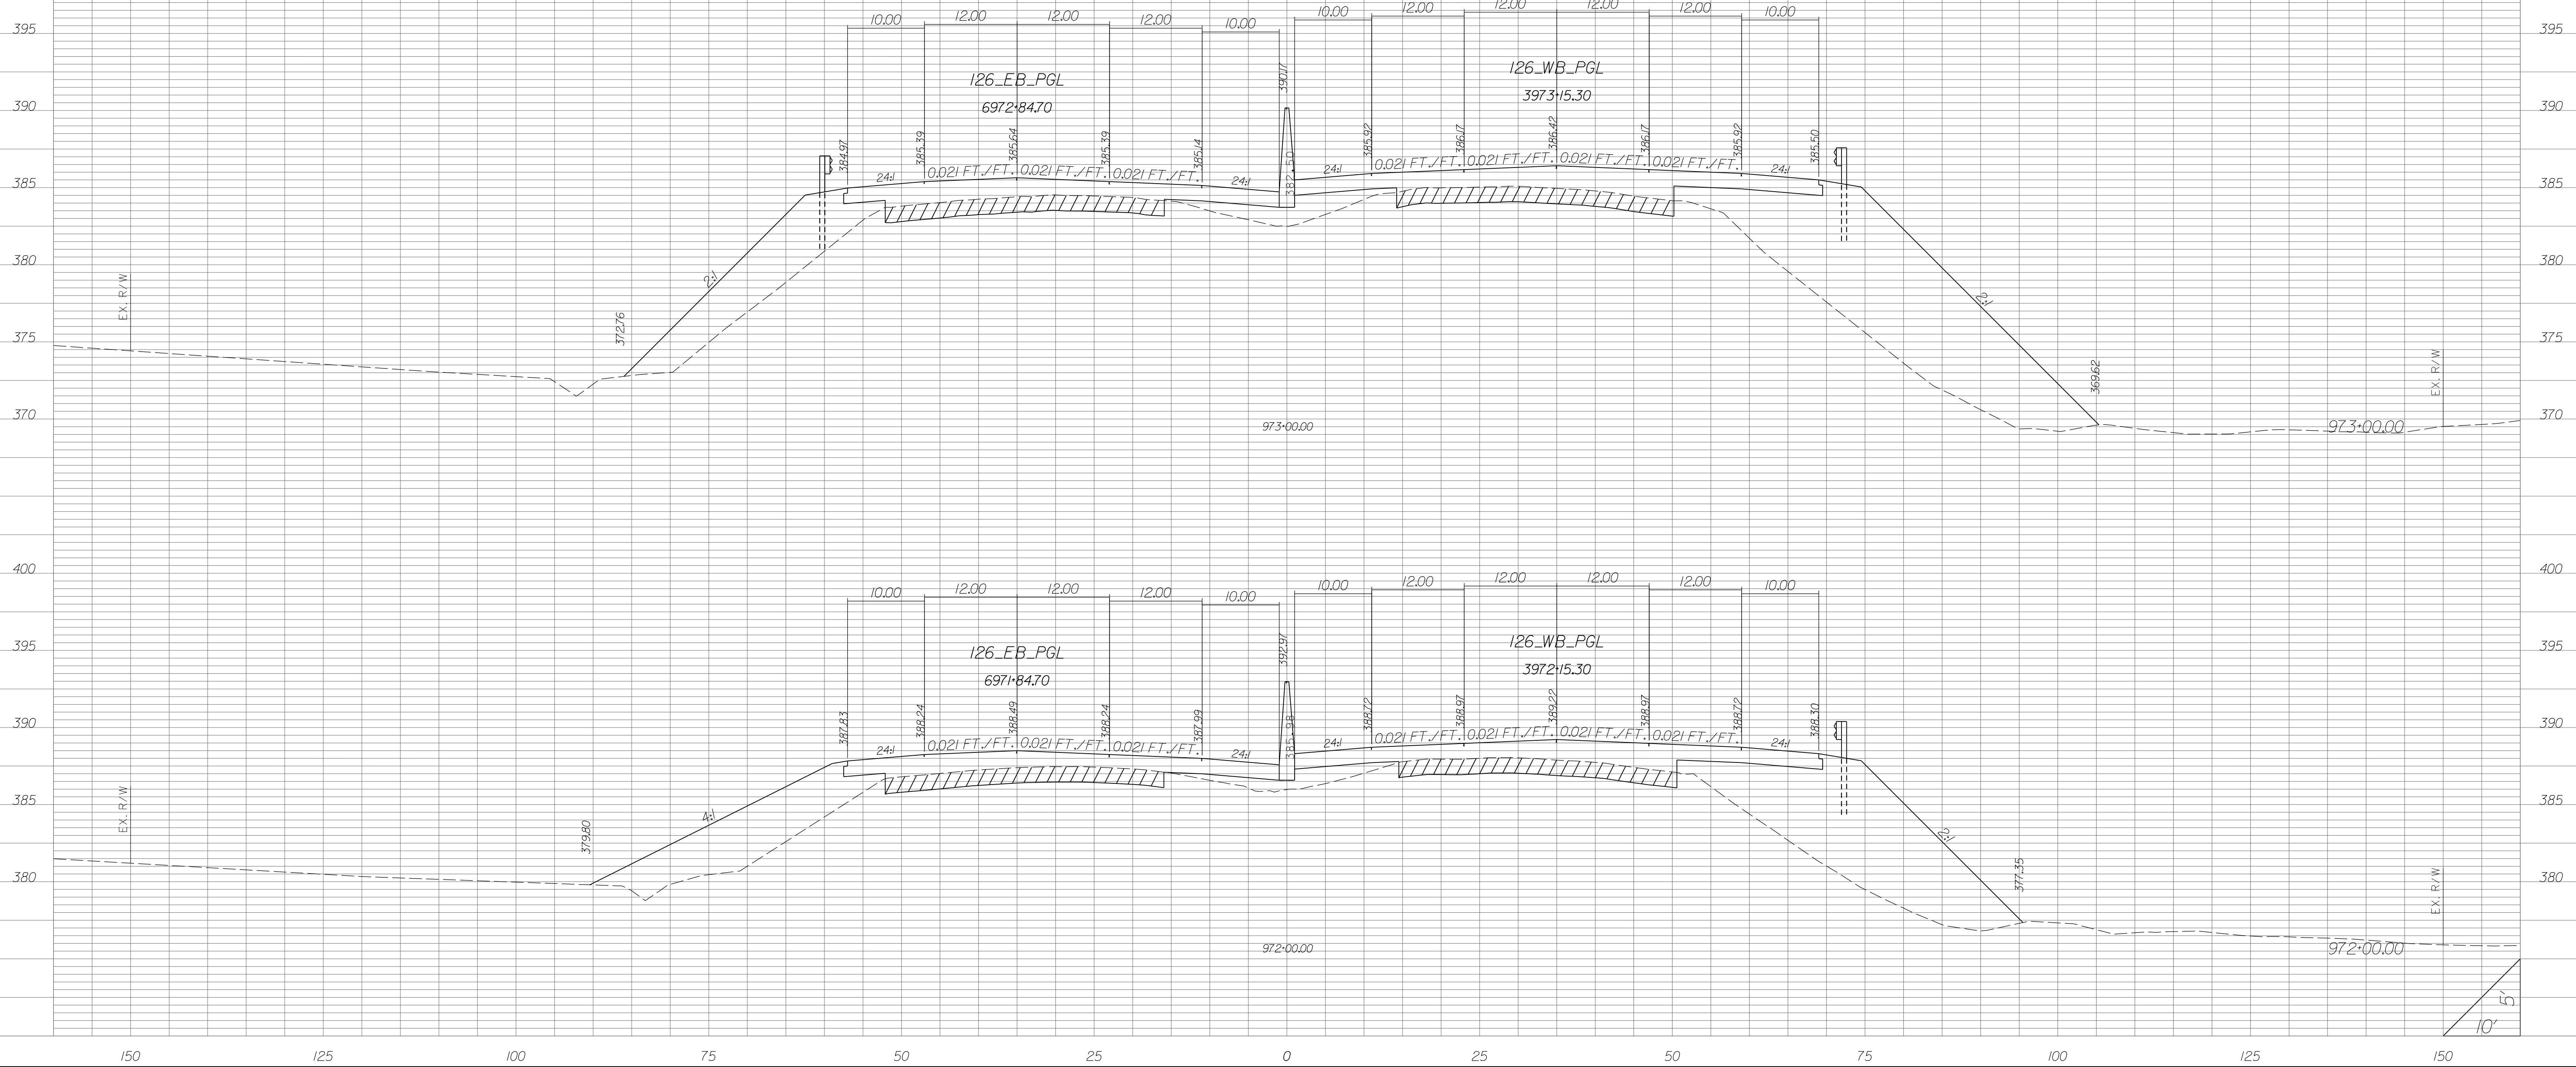 10.00 12.00 12.00 12.00 10.00 10.00 12.00 12.00 12.00 12.00 10.00
395 395
126_EB_PGL 126_WB_PGL
6972+84.70 3973+15.30
390 390
384.97 385.39 385.64 385.39 385.14 390.17 382.50 385.92 386.17 386.42 386.17 385.92 385.50
24:1 0.021 FT./FT. 0.021 FT./FT. 0.021 FT./FT. 24:1 24:1 0.021 FT./FT. 0.021 FT./FT. 0.021 FT./FT. 0.021 FT./FT. 24:1
385 385
380 380
EX. R/W 2:1 2:1
375 372.76 375
EX. R/W 369.62
370 370
973+00.00 973+00.00
400 400
10.00 12.00 12.00 12.00 10.00 10.00 12.00 12.00 12.00 12.00 10.00
395 395
126_EB_PGL 126_WB_PGL
6971+84.70 3972+15.30
390 390
387.83 388.24 388.49 388.24 387.99 392.97 385.98 388.72 388.97 389.22 388.97 388.72 388.30
24:1 0.021 FT./FT. 0.021 FT./FT. 0.021 FT./FT. 24:1 24:1 0.021 FT./FT. 0.021 FT./FT. 0.021 FT./FT. 0.021 FT./FT. 24:1
385 385
EX. R/W 4:1 2:1
379.80
380 380
377.35 EX. R/W
972+00.00 972+00.00
5'
10'
150 125 100 75 50 25 0 25 50 75 100 125 150